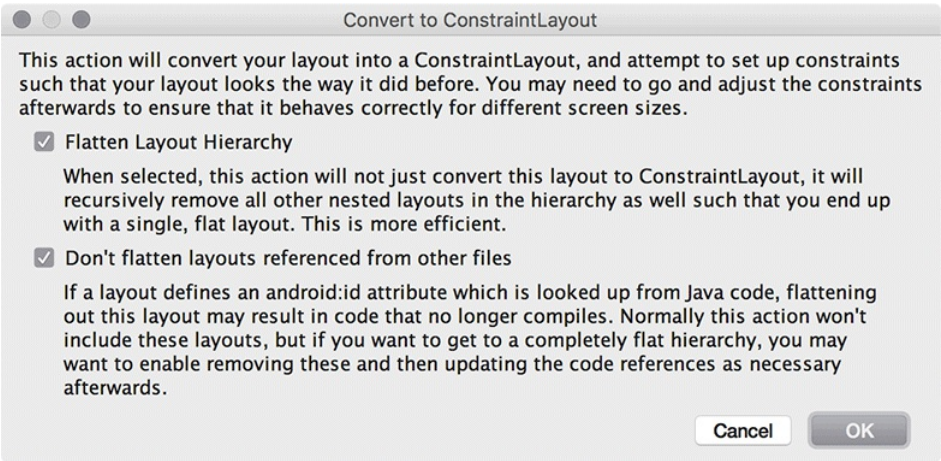 Convert to ConstraintLayout
This action will convert your layout into a ConstraintLayout, and attempt to set up constraints
such that your layout looks the way it did before. You may need to go and adjust the constraints
afterwards to ensure that it behaves correctly for different screen sizes.
Flatten Layout Hierarchy
When selected, this action will not just convert this layout to ConstraintLayout, it will
recursively remove all other nested layouts in the hierarchy as well such that you end up
with a single, flat layout. This is more efficient.
Don't flatten layouts referenced from other files
If a layout defines an android:id attribute which is looked up from Java code, flattening
out this layout may result in code that no longer compiles. Normally this action won't
include these layouts, but if you want to get to a completely flat hierarchy, you may
want to enable removing these and then updating the code references as necessary
afterwards.
Cancel OK